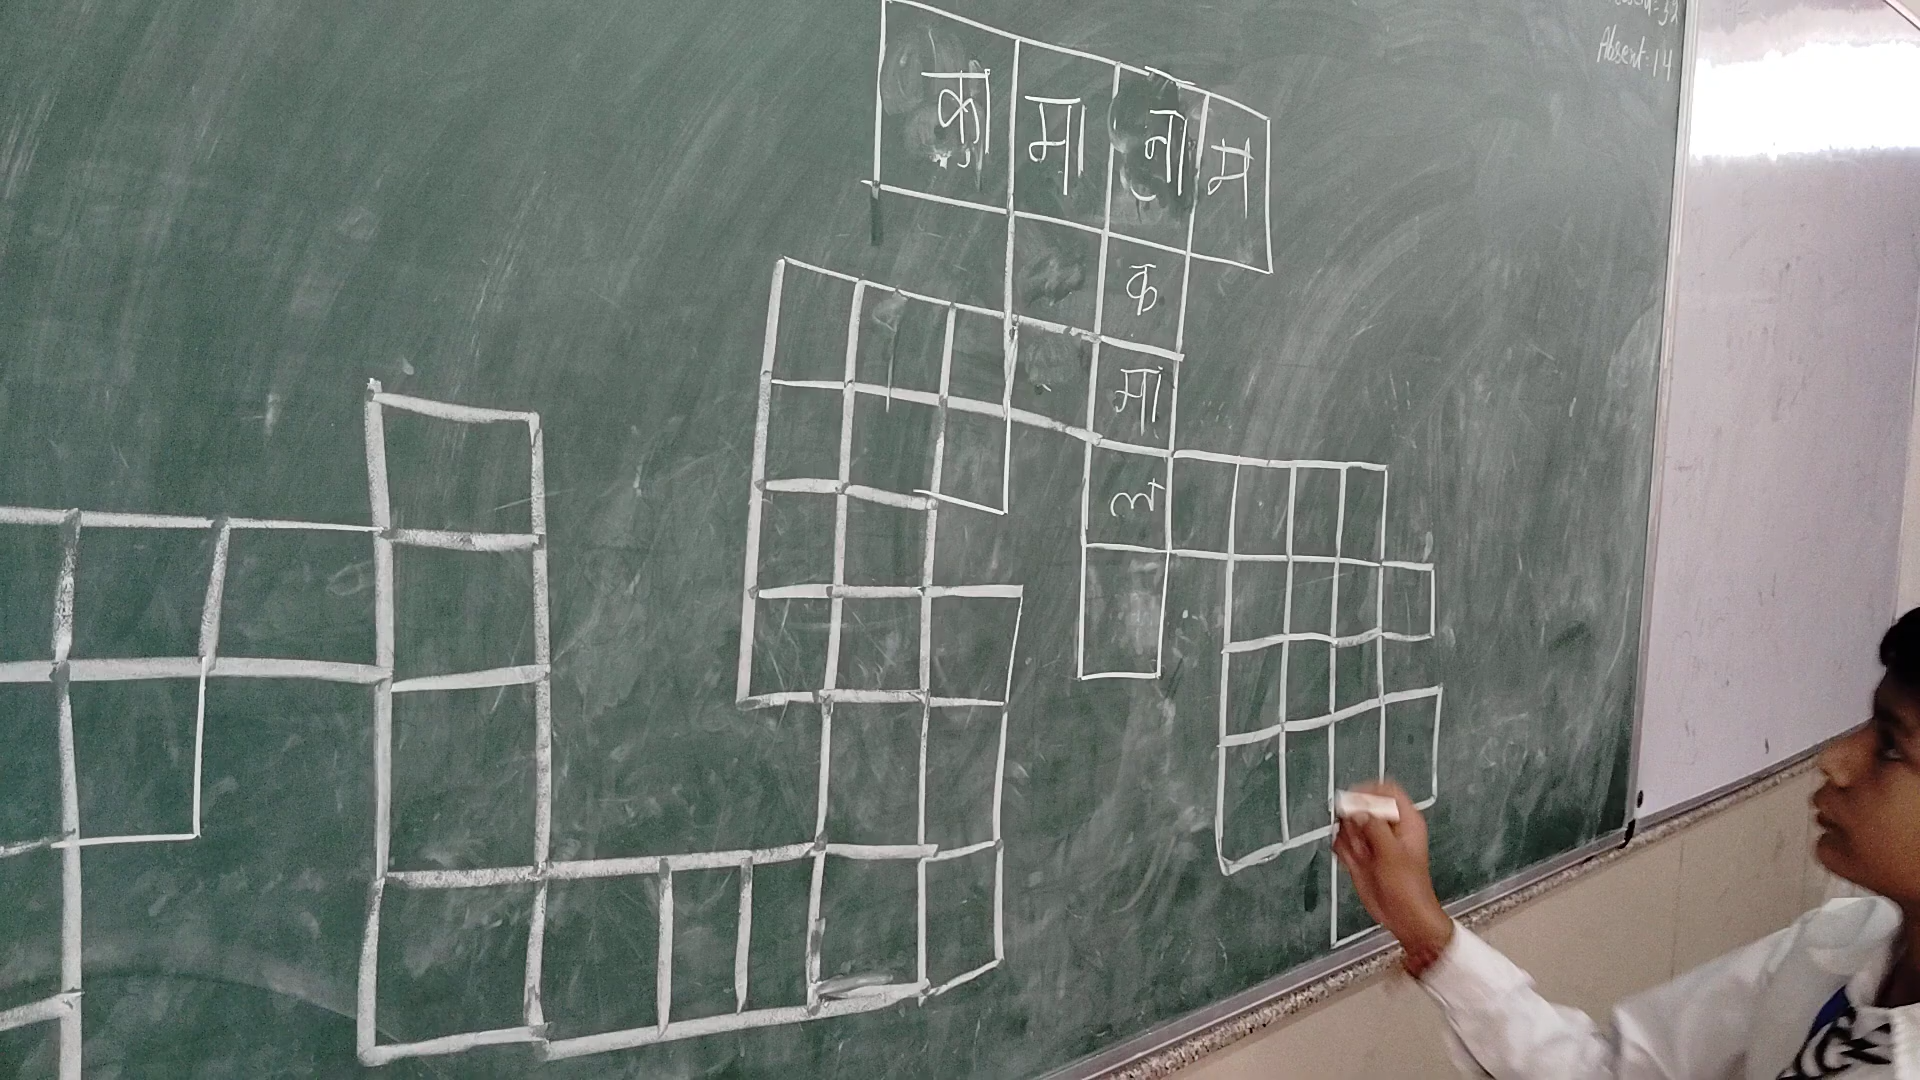 Absent: 14
का मा ना म
क
मा